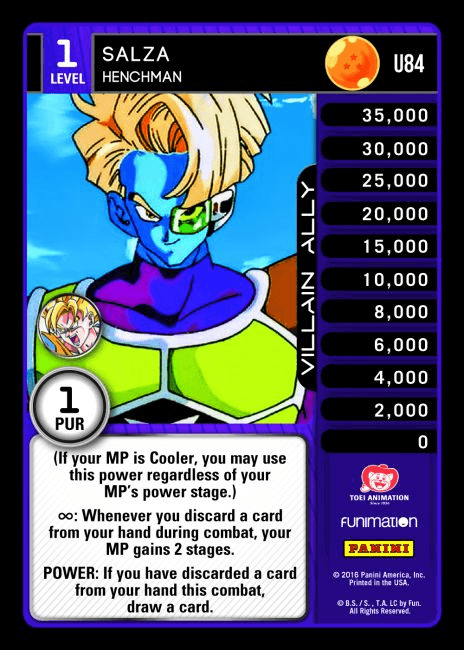 1
LEVEL
SALZA
HENCHMAN
U84
35,000
30,000
25,000
20,000
15,000
10,000
8,000
6,000
4,000
2,000
0
VILLAIN ALLY
1
PUR
(If your MP is Cooler, you may use
this power regardless of your
MP's power stage.)
∞: Whenever you discard a card
from your hand during combat, your
MP gains 2 stages.
POWER: If you have discarded a card
from your hand this combat,
draw a card.
TOEI ANIMATION
Since 1956
FUNIMATION
PANINI
© 2016 Panini America, Inc.
Printed in the USA.
© B.S. / S. , T.A. LC by Fun.
All Rights Reserved.